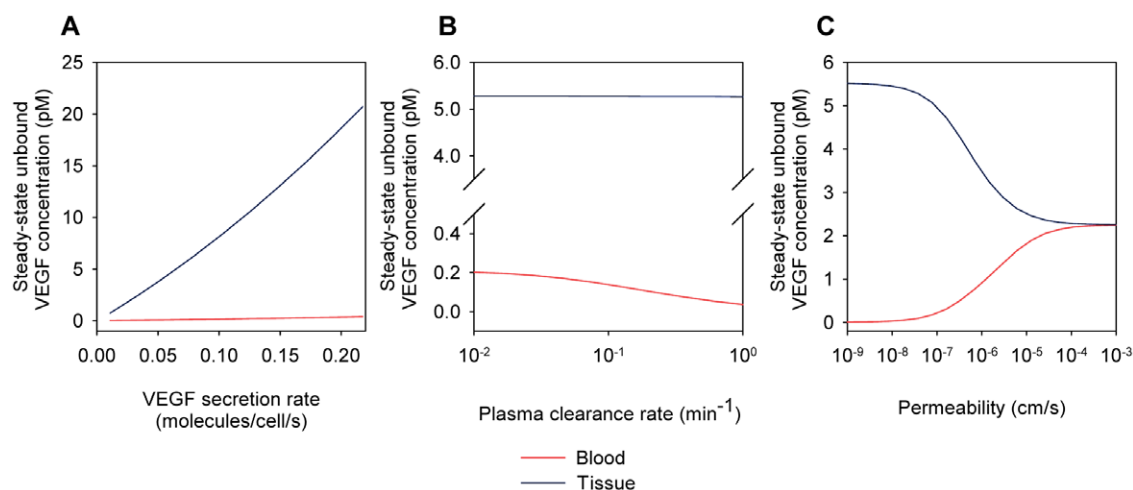 A
B
C
Steady-state unbound
VEGF concentration (pM)
25
20
15
10
5
0
0.00 0.05 0.10 0.15 0.20
VEGF secretion rate
(molecules/cell/s)
Steady-state unbound
VEGF concentration (pM)
6.0
5.0
4.0
0.4
0.2
0.0
10-2 10-1 100
Plasma clearance rate (min-1)
Steady-state unbound
VEGF concentration (pM)
6
5
4
3
2
1
0
10-9 10-8 10-7 10-6 10-5 10-4 10-3
Permeability (cm/s)
Blood
Tissue